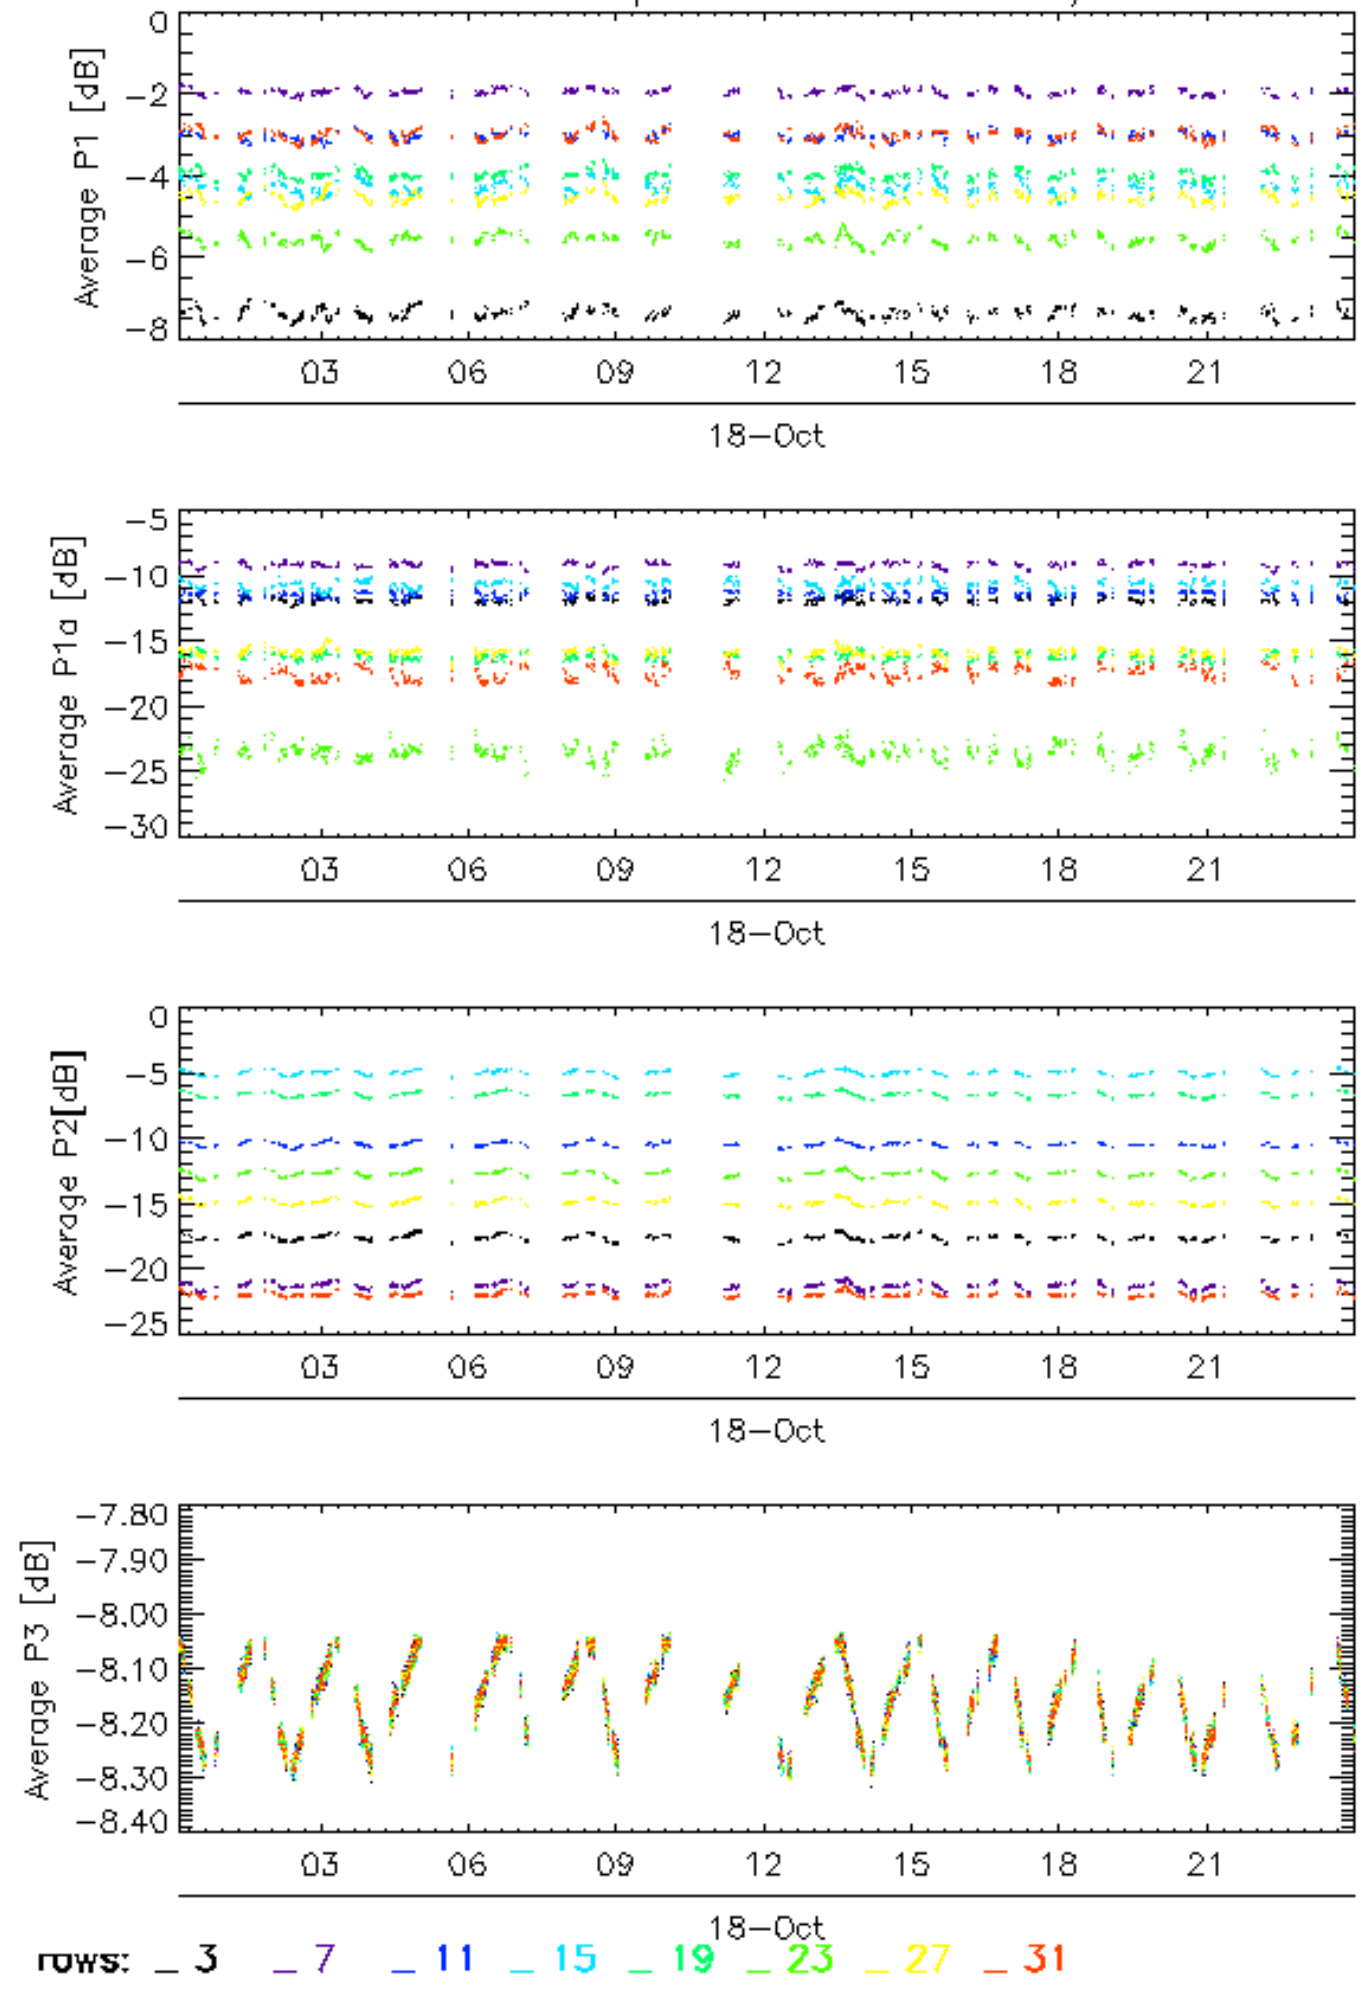 0
−2
−4
−6
−8
Average P1 [dB]
03 06 09 12 15 18 21
18−Oct
−5
−10
−15
−20
−25
−30
Average P1a [dB]
03 06 09 12 15 18 21
18−Oct
0
−5
−10
−15
−20
−25
Average P2[dB]
03 06 09 12 15 18 21
18−Oct
−7.80
−7.90
−8.00
−8.10
−8.20
−8.30
−8.40
Average P3 [dB]
03 06 09 12 15 18 21
18−Oct
rows: _ 3 _ 7 _ 11 _ 15 _ 19 _ 23 _ 27 _ 31